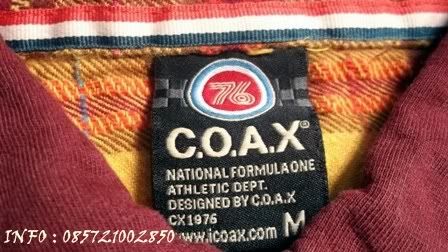 76
C.O.A.X®
NATIONAL FORMULA ONE
ATHLETIC DEPT.
DESIGNED BY C.O.A.X
CX1976
www.icoax.com M
INFO : 085721002850